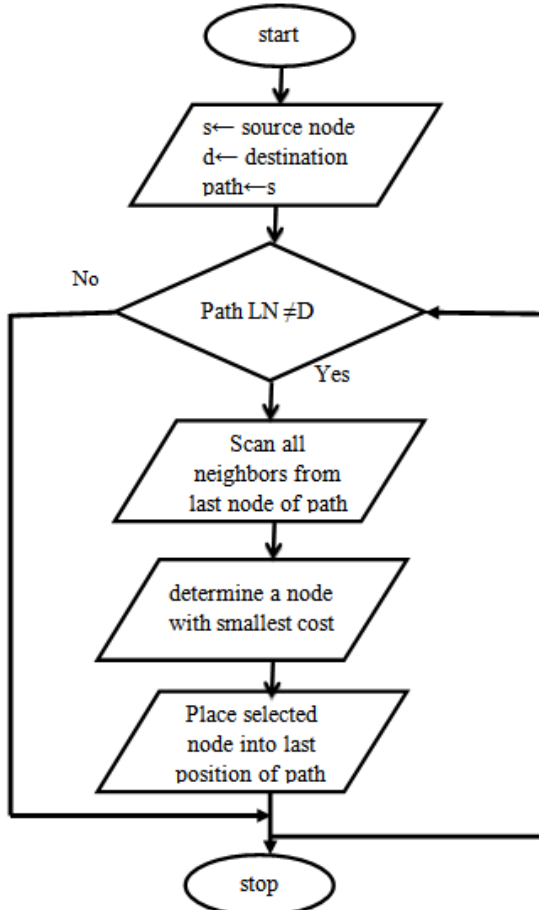 start
s← source node
d← destination
path←s
No
Path LN ≠D
Yes
Scan all
neighbors from
last node of path
determine a node
with smallest cost
Place selected
node into last
position of path
stop